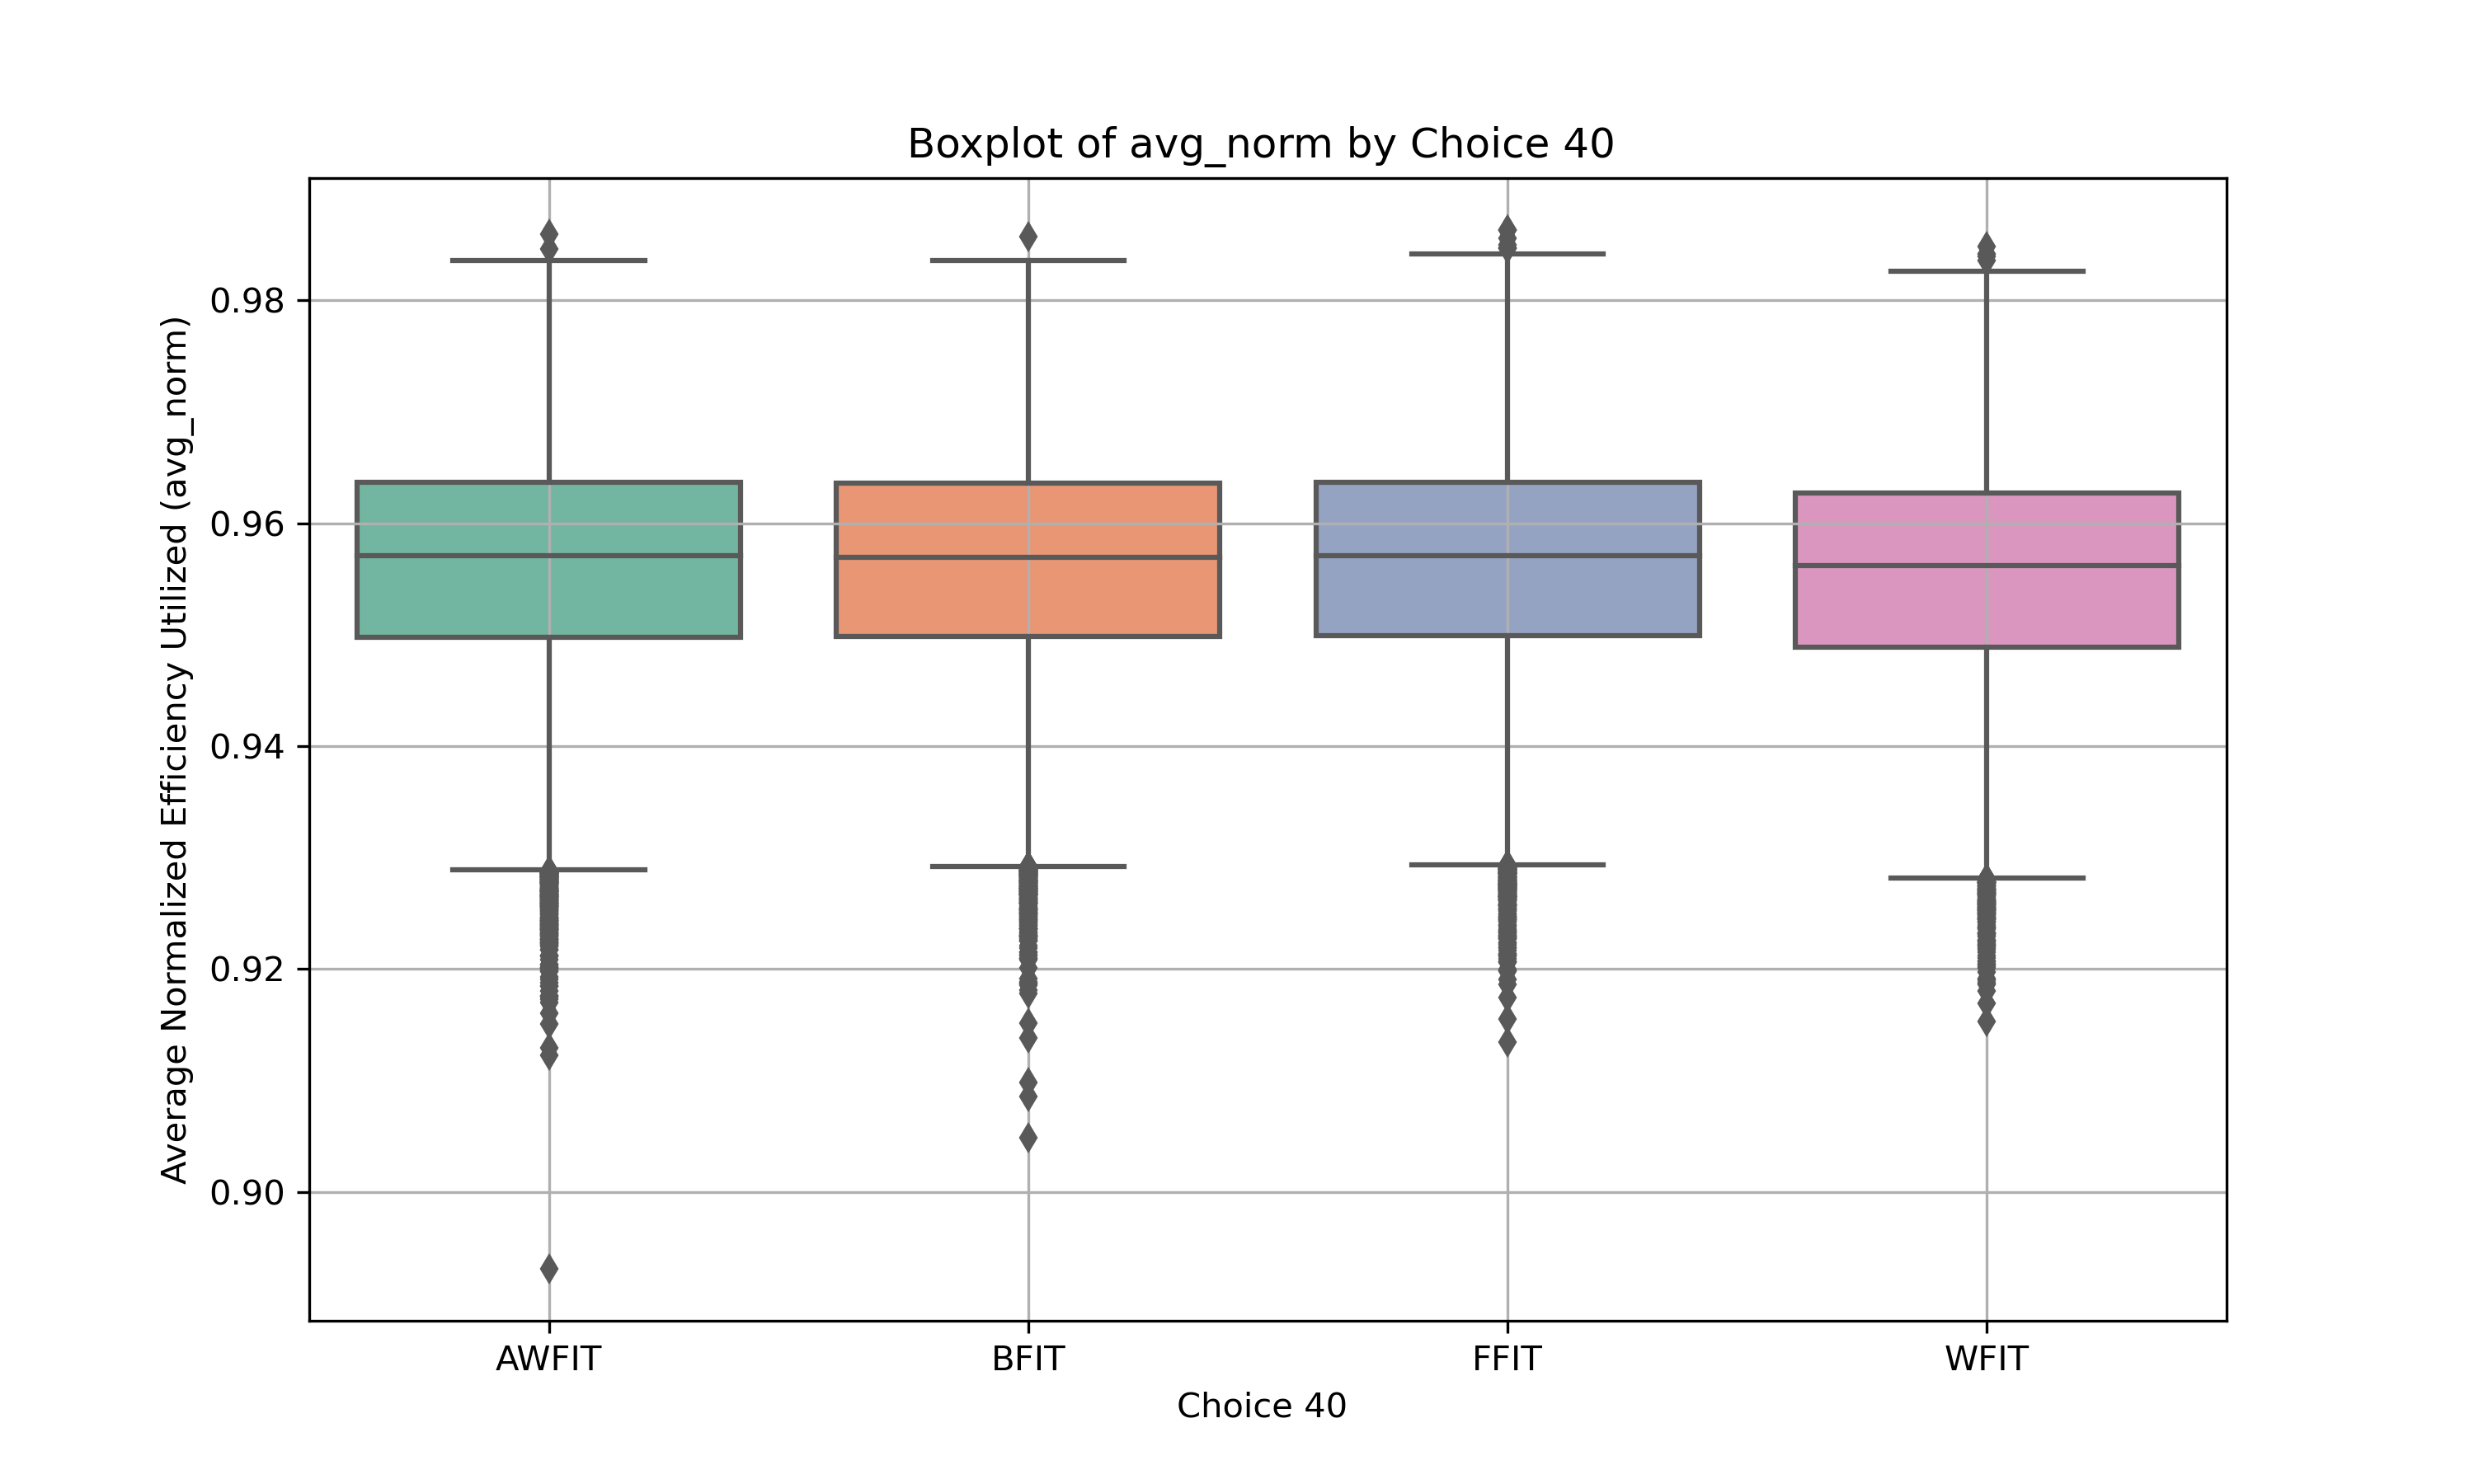 Boxplot of avg_norm by Choice 40
Average Normalized Efficiency Utilized (avg_norm)
0.98
0.96
0.94
0.92
0.90
AWFIT BFIT FFIT WFIT
Choice 40